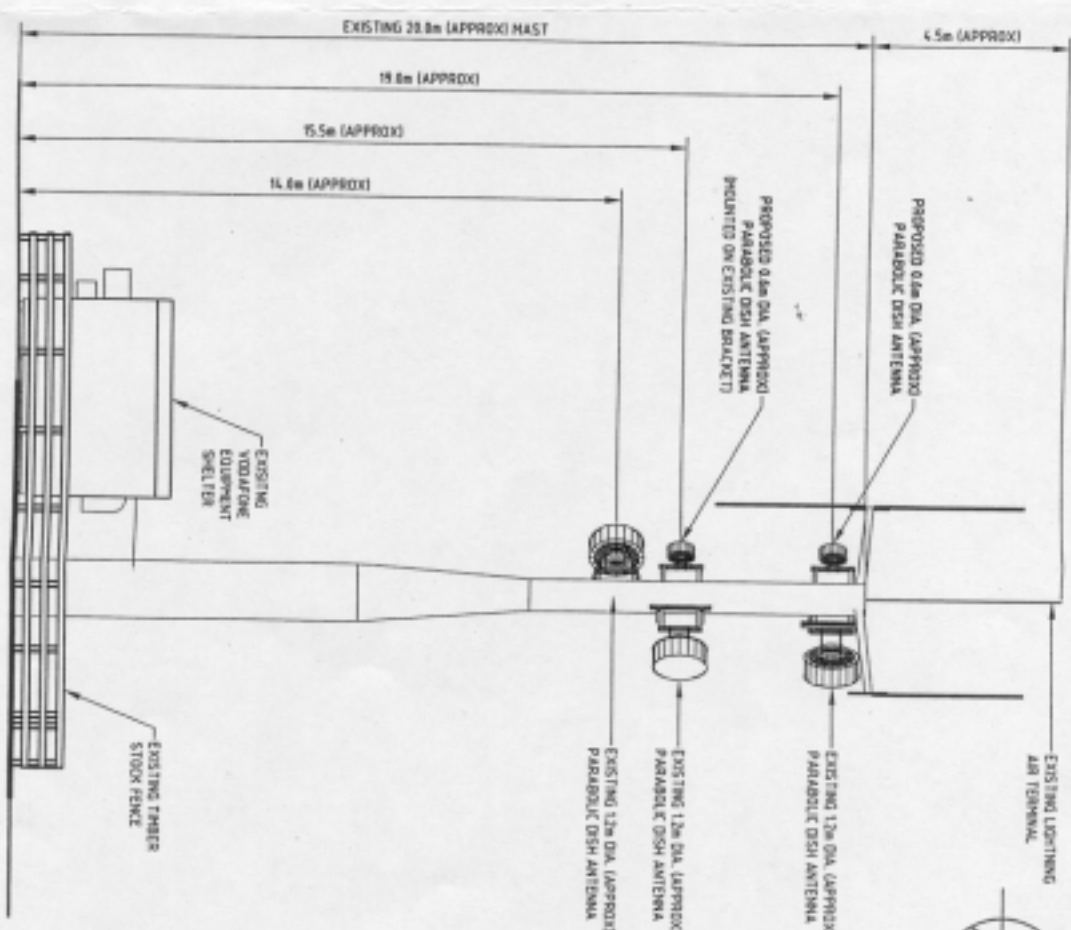 EXISTING 20.0m (APPROX) MAST
4.5m (APPROX)
19.0m (APPROX)
15.5m (APPROX)
14.0m (APPROX)
PROPOSED 0.6m DIA. (APPROX)
PARABOLIC DISH ANTENNA
PROPOSED 0.6m DIA. (APPROX)
PARABOLIC DISH ANTENNA
(MOUNTED ON EXISTING BRACKET)
EXISITNG
VODAFONE
EQUIPMENT
SHELTER
EXISTING TIMBER
STOCK FENCE
EXISTING 1.2m DIA. (APPROX)
PARABOLIC DISH ANTENNA
EXISTING 1.2m DIA. (APPROX
PARABOLIC DISH ANTENNA
EXISTING 1.2m DIA. (APPROX
PARABOLIC DISH ANTENNA
EXISTING LIGHTNING
AIR TERMINAL